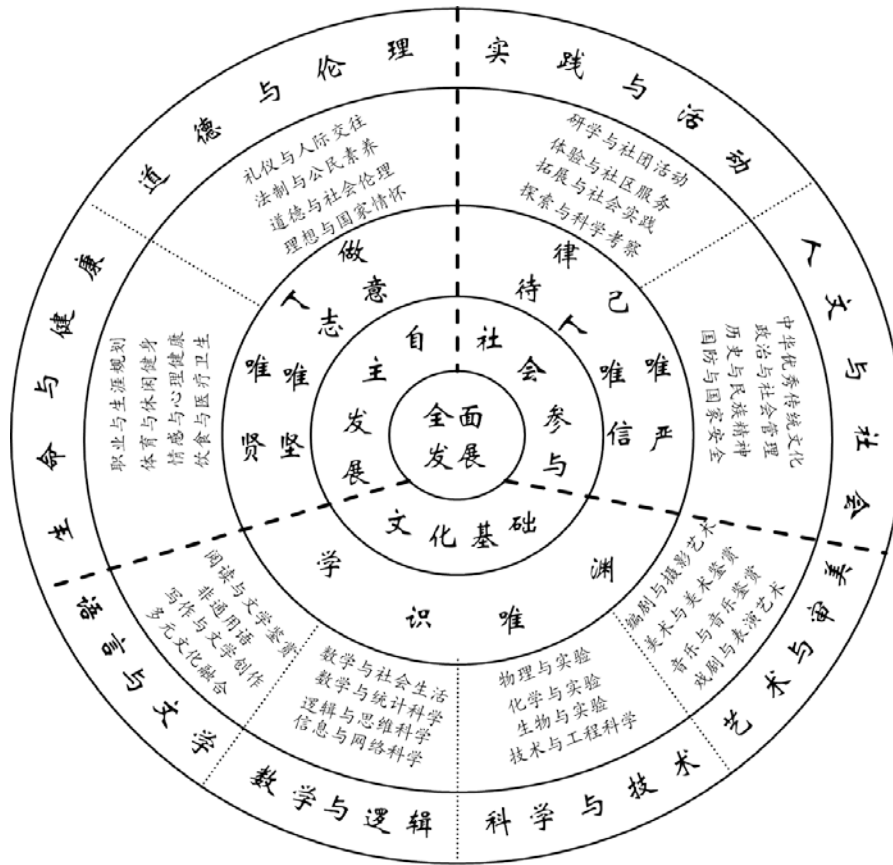 全面
发展
自主发展
社会参与
文化基础
做人唯贤
意志唯坚
律己唯严
待人唯信
学识唯渊
道德与伦理
礼仪与人际交往
法制与公民素养
道德与社会伦理
理想与国家情怀
实践与活动
研学与社团活动
体验与社区服务
拓展与社会实践
探索与科学考察
人文与社会
中华优秀传统文化
政治与社会管理
历史与民族精神
国防与国家安全
艺术与审美
编剧与摄影艺术
美术与美术鉴赏
音乐与音乐鉴赏
戏剧与表演艺术
科学与技术
物理与实验
化学与实验
生物与实验
技术与工程科学
数学与逻辑
数学与社会生活
数学与统计科学
逻辑与思维科学
信息与网络科学
语言与文学
阅读与文学鉴赏
非通用语
写作与文学创作
多元文化融合
生命与健康
职业与生涯规划
体育与休闲健身
情感与心理健康
饮食与医疗卫生